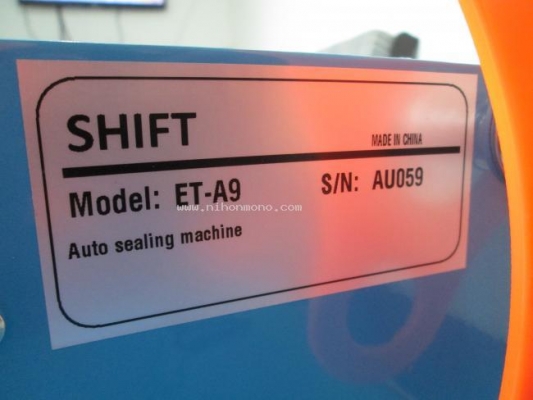 SHIFT
MADE IN CHINA
Model: ET-A9 S/N: AU059
www.nihonmono.com
Auto sealing machine